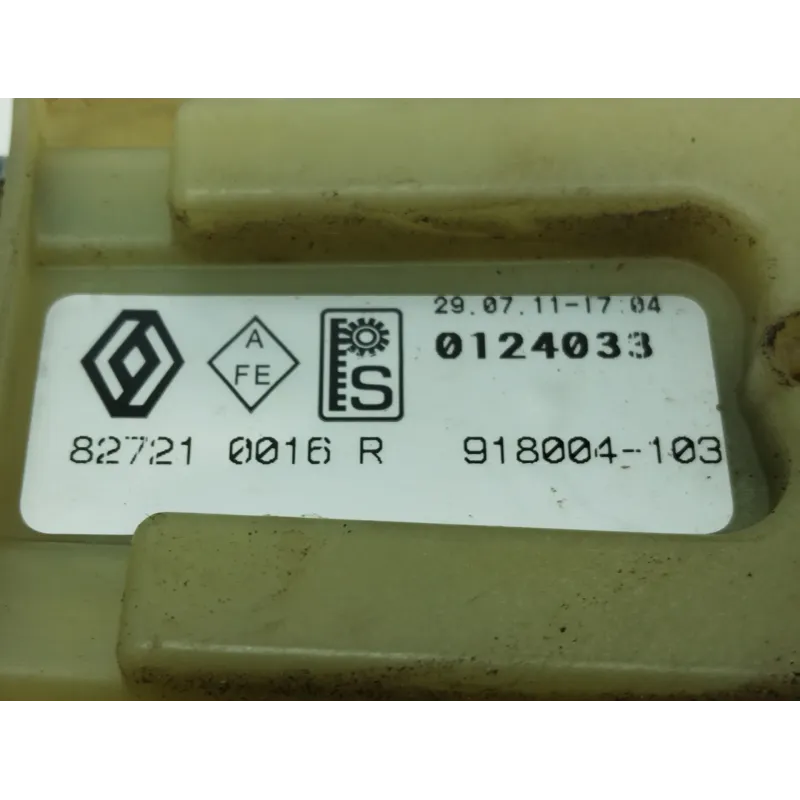 29.07.11-17:04
0124033
A
FE
S
82721 0016 R 918004-103